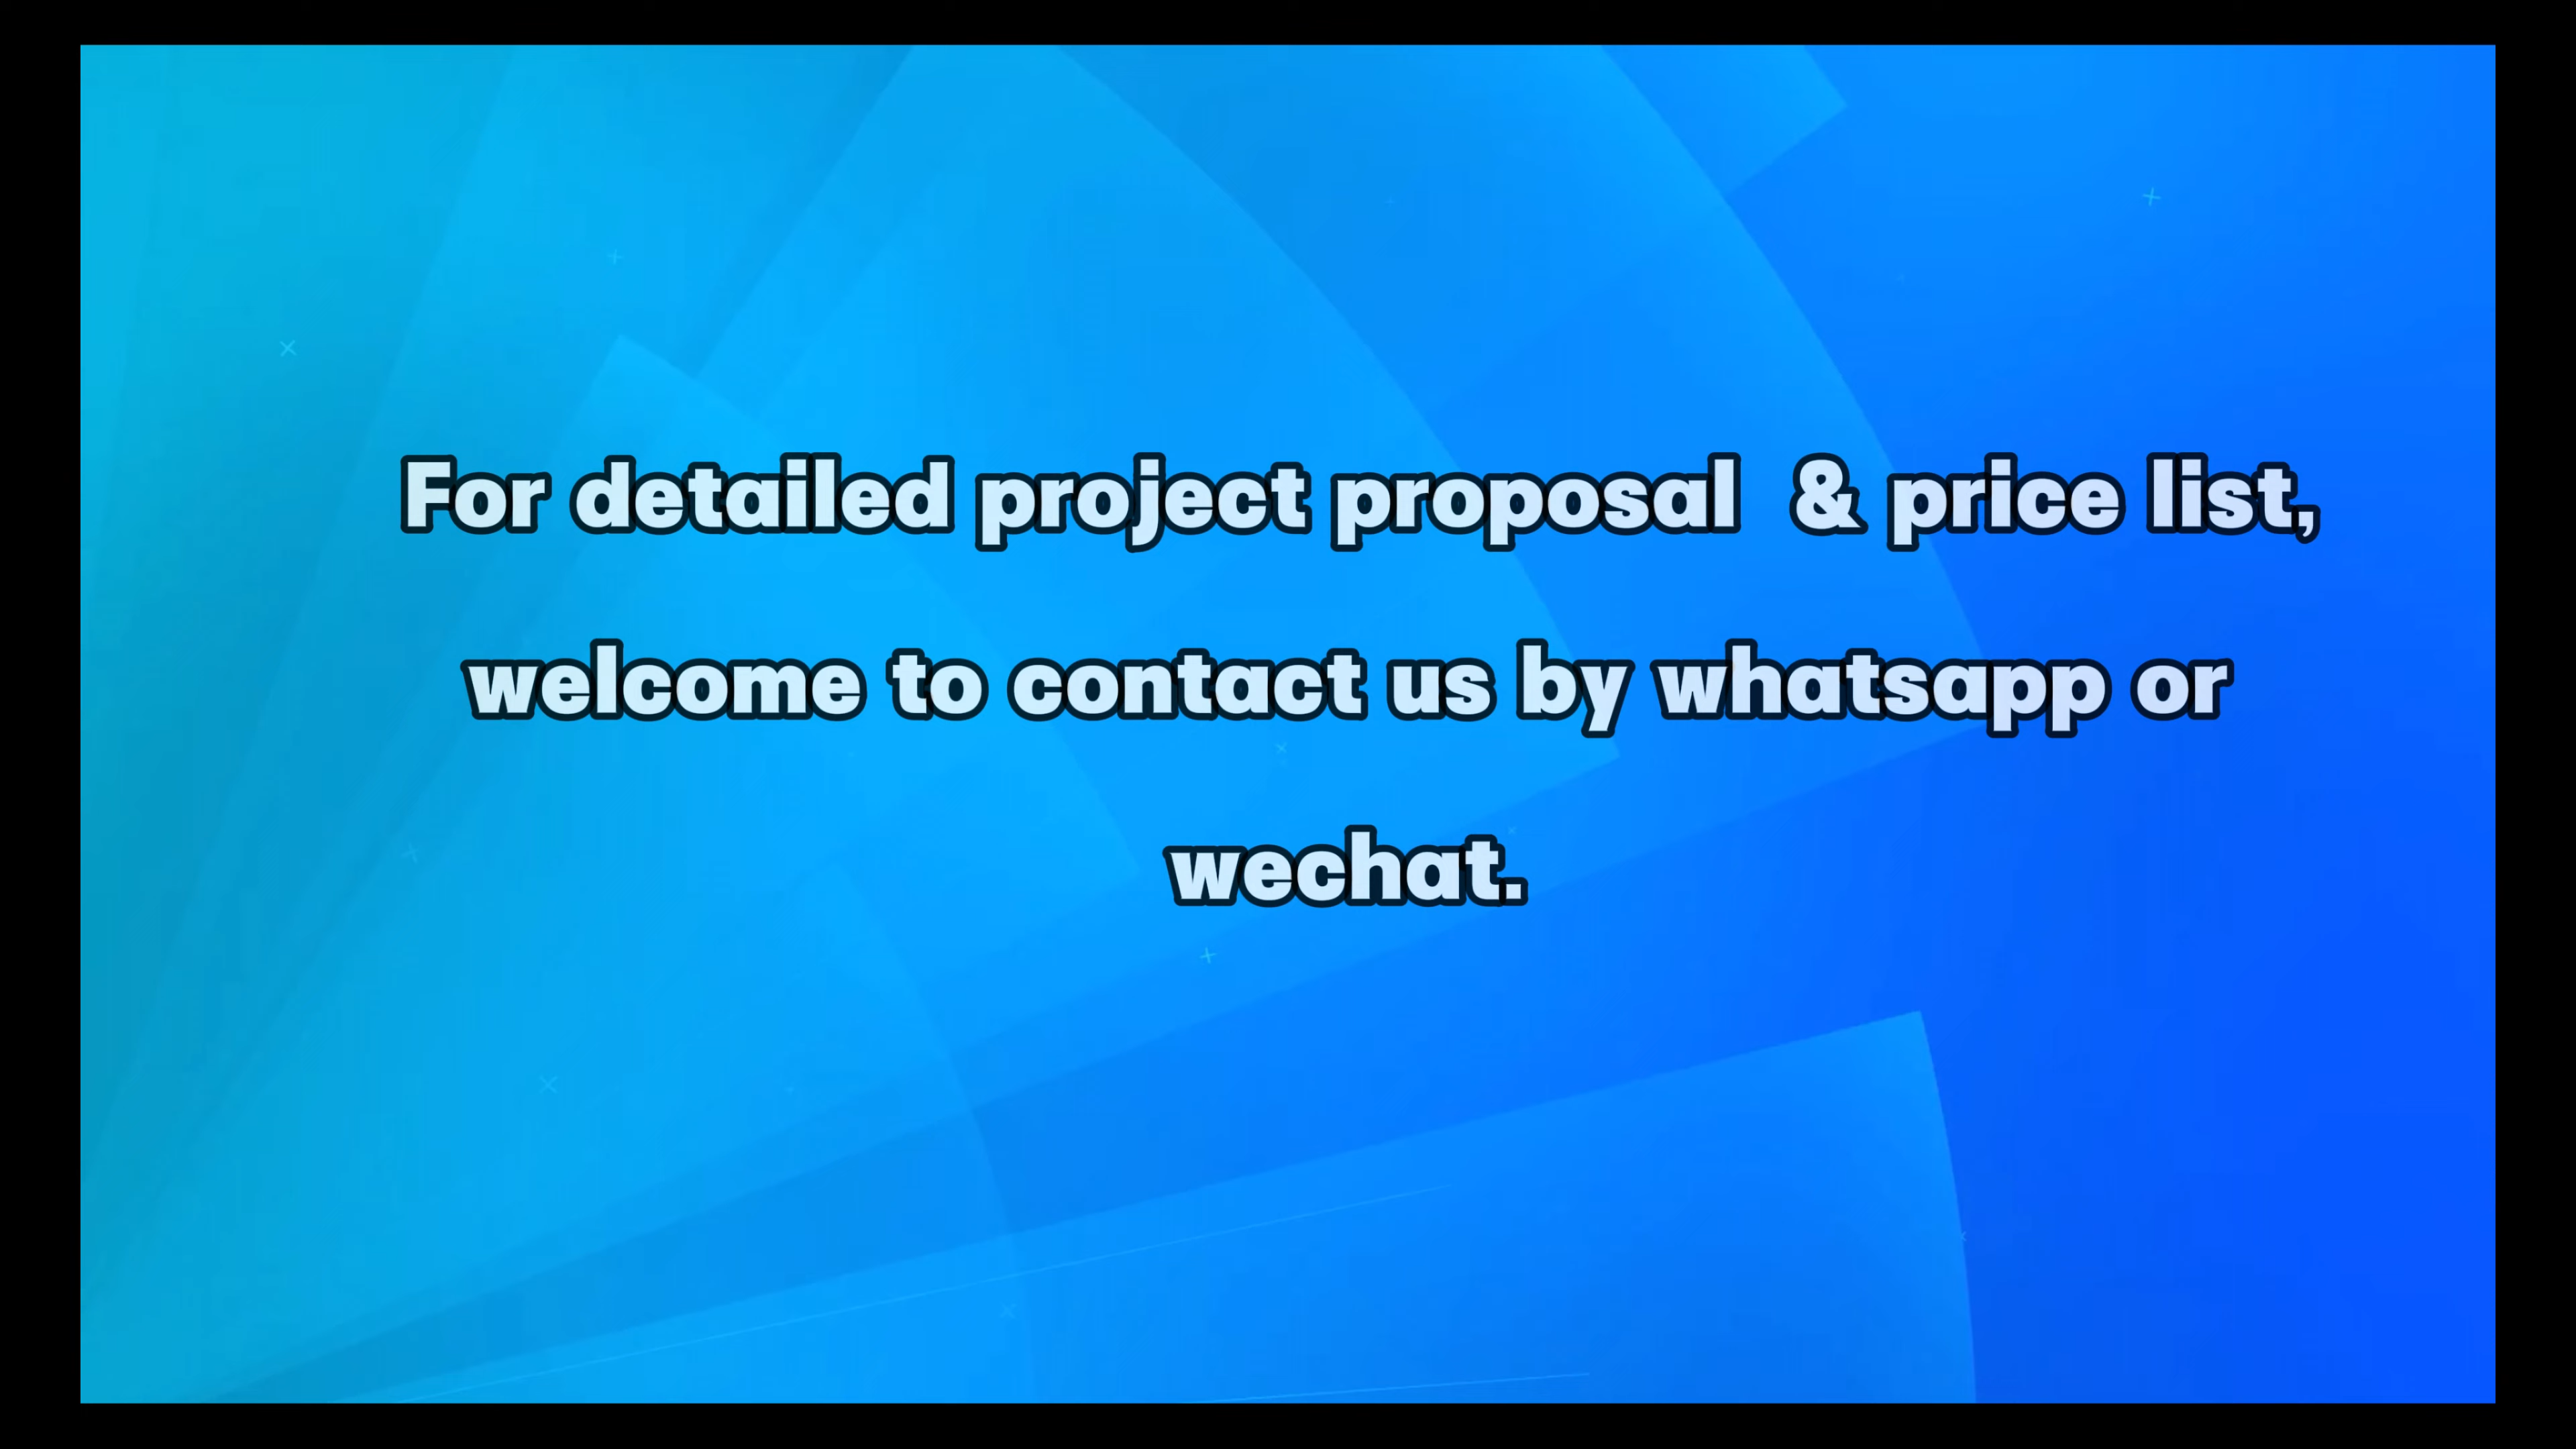 For detailed project proposal  & price list,
welcome to contact us by whatsapp or
wechat.